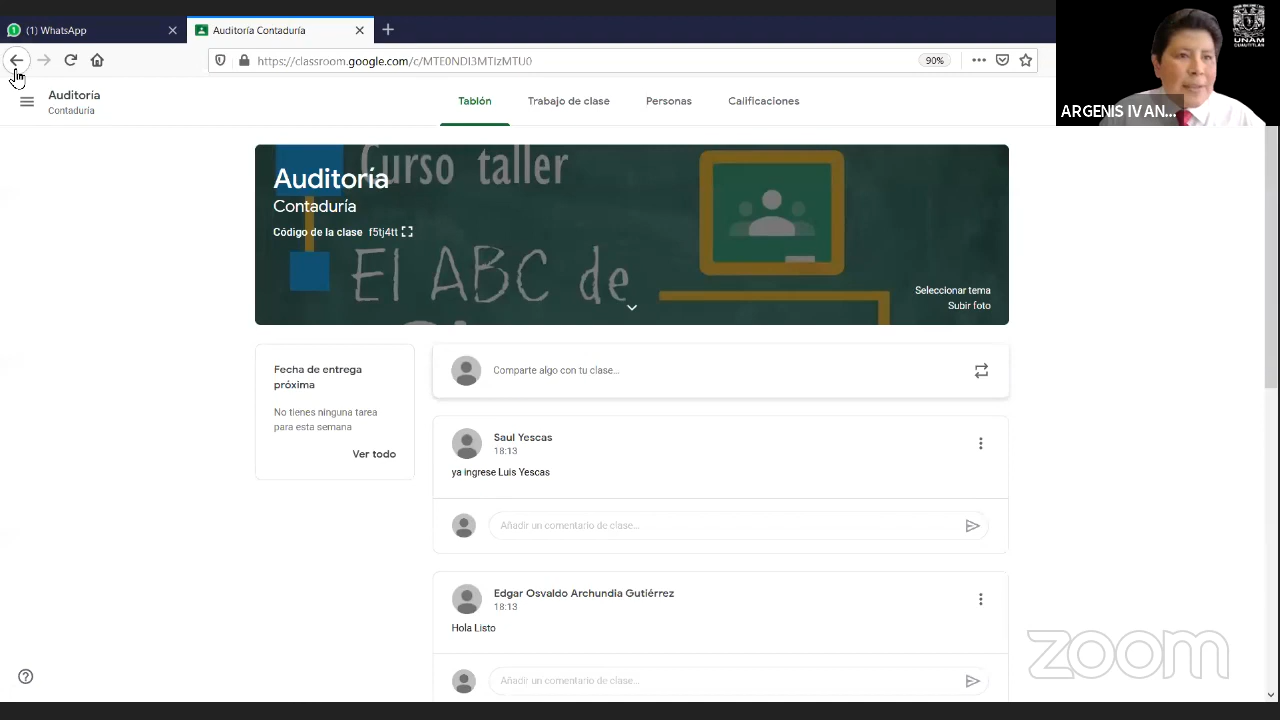 (1) WhatsApp
Auditoría Contaduría
https://classroom.google.com/c/MTE0NDI3MTIzMTU0
90%
UNAM
CUAUTITLÁN
ARGENIS IVAN...
Auditoría
Contaduría
Tablón
Trabajo de clase
Personas
Calificaciones
Curso taller
Auditoría
Contaduría
Código de la clase f5tj4tt
El ABC de
Seleccionar tema
Subir foto
Fecha de entrega
próxima
No tienes ninguna tarea
para esta semana
Ver todo
Comparte algo con tu clase...
Saul Yescas
18:13
ya ingrese Luis Yescas
Añadir un comentario de clase...
Edgar Osvaldo Archundia Gutiérrez
18:13
Hola Listo
Añadir un comentario de clase...
zoom